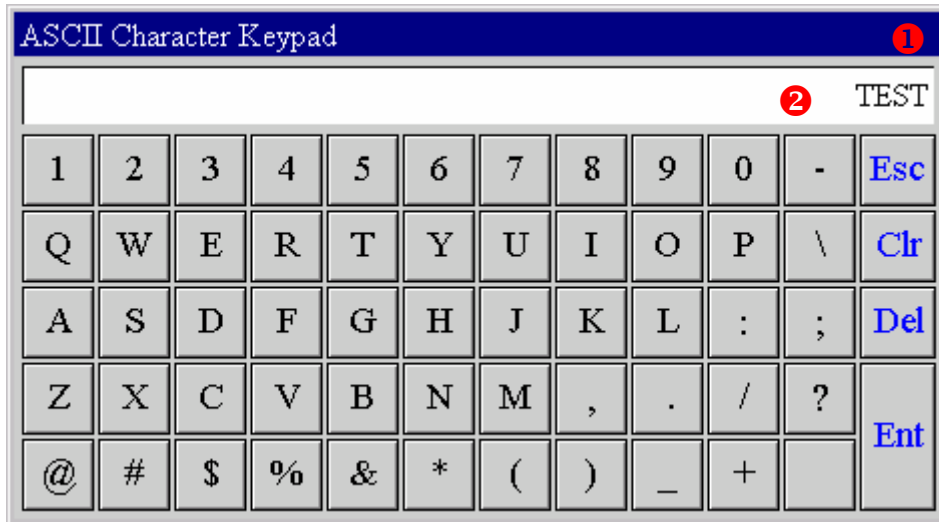 ASCII Character Keypad ❶
❷ TEST
1 2 3 4 5 6 7 8 9 0 - Esc
Q W E R T Y U I O P \ Clr
A S D F G H J K L : ; Del
Z X C V B N M , . / ?
Ent
@ # $ % & * ( ) _ +